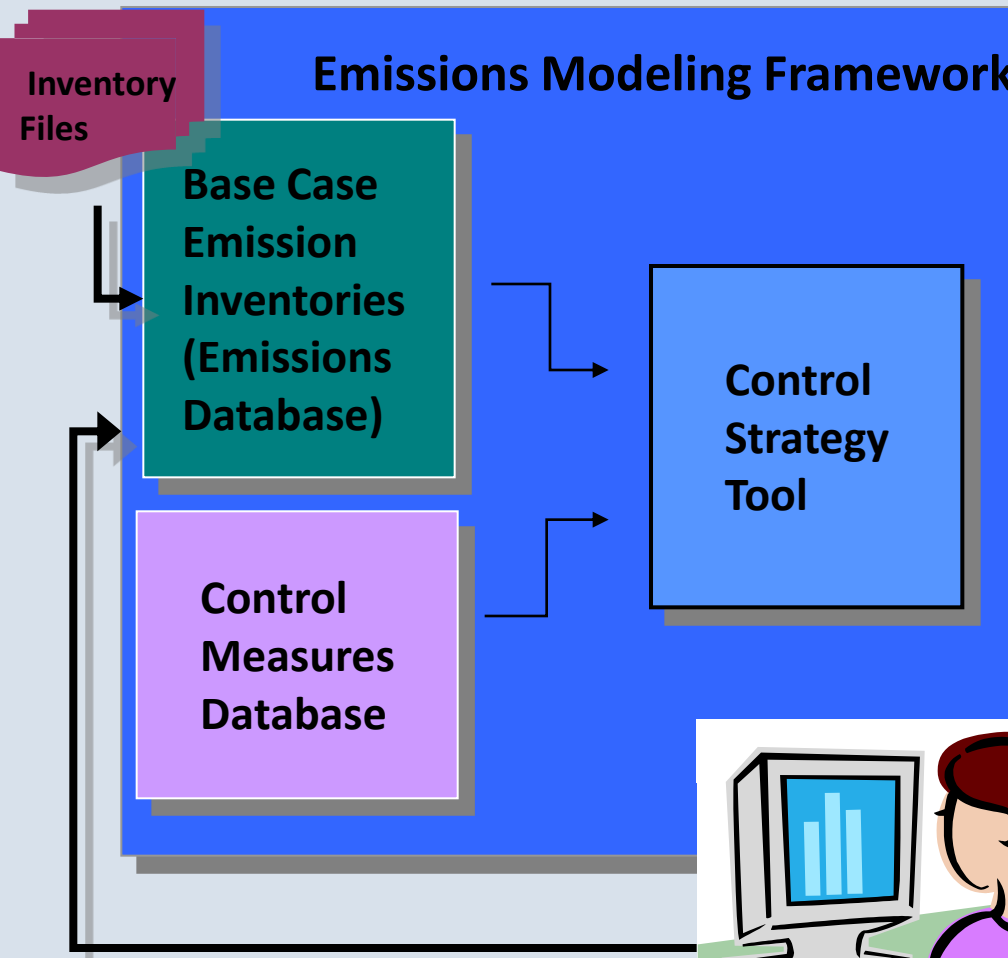 Emissions Modeling Framework
Inventory
Files
Base Case
Emission
Inventories
(Emissions
Database)
Control
Strategy
Tool
Control
Measures
Database